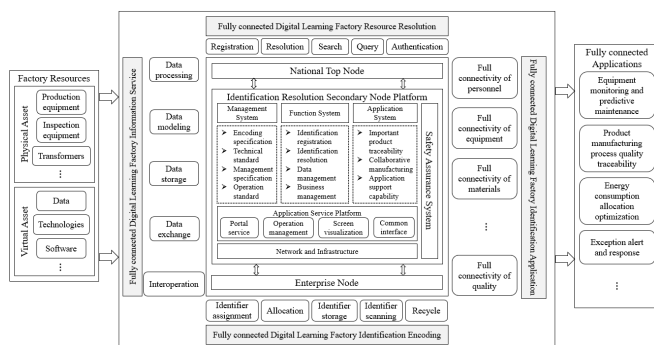 Fully connected Digital Learning Factory Resource Resolution
Registration
Resolution
Search
Query
Authentication
Factory Resources
Physical Asset
Production
equipment
Inspection
equipment
Transformers
⋮
Virtual Asset
Data
Technologies
Software
⋮
Fully connected Digital Learning Factory Information Service
Data
processing
Data
modeling
Data
storage
Data
exchange
Interoperation
National Top Node
Identification Resolution Secondary Node Platform
Management
System
➢ Encoding
specification
➢ Technical
standard
➢ Management
specification
➢ Operation
standard
Function System
➢ Identification
registration
➢ Identification
resolution
➢ Data
management
➢ Business
management
Application
System
➢ Important
product
traceability
➢ Collaborative
manufacturing
➢ Application
support
capability
Safety Assurance
System
Application Service Platform
Portal
service
Operation
management
Screen
visualization
Common
interface
Network and Infrastructure
Enterprise Node
Identifier
assignment
Allocation
Identifier
storage
Identifier
scanning
Recycle
Fully connected Digital Learning Factory Identification Encoding
Full
connectivity of
personnel
Full
connectivity of
equipment
Full
connectivity of
materials
⋮
Full
connectivity of
quality
Fully connected Digital Learning Factory Identification Application
Fully connected
Applications
Equipment
monitoring and
predictive
maintenance
Product
manufacturing
process quality
traceability
Energy
consumption
allocation
optimization
Exception alert
and response
⋮